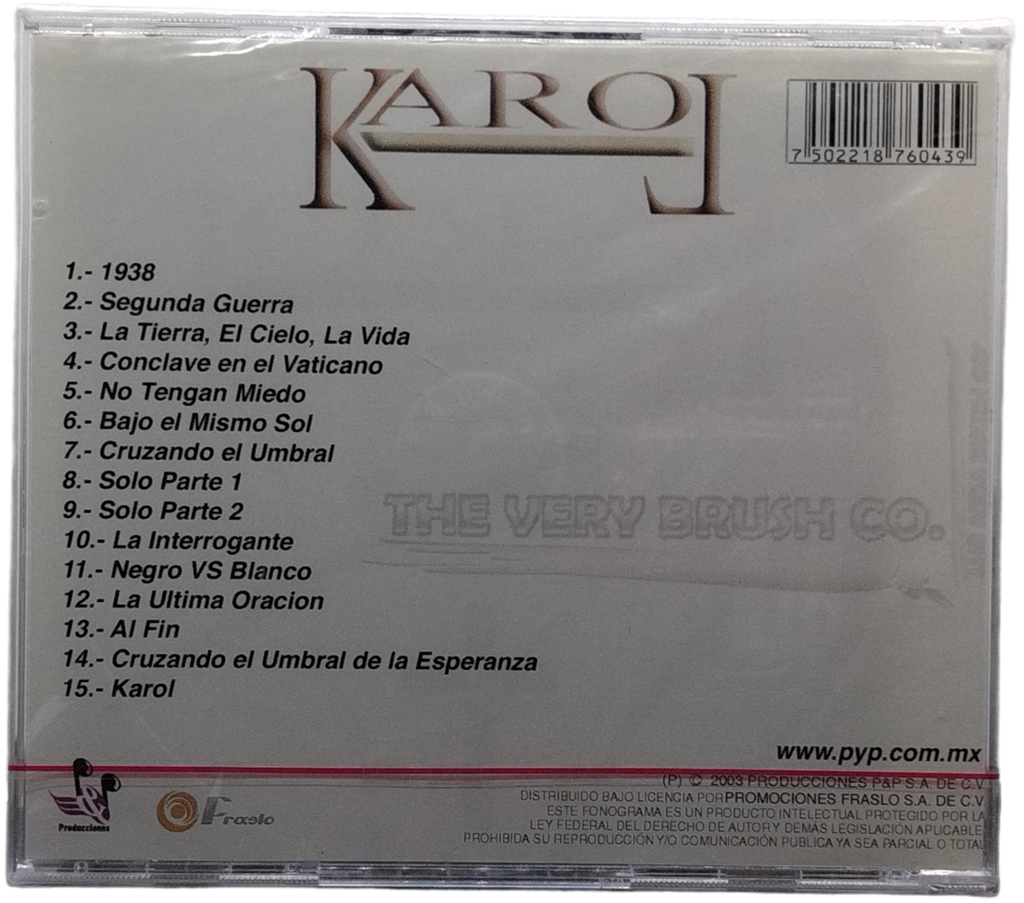 KAROL
7 502218 760439
1.- 1938
2.- Segunda Guerra
3.- La Tierra, El Cielo, La Vida
4.- Conclave en el Vaticano
5.- No Tengan Miedo
6.- Bajo el Mismo Sol
7.- Cruzando el Umbral
8.- Solo Parte 1
9.- Solo Parte 2
10.- La Interrogante
11.- Negro VS Blanco
12.- La Ultima Oracion
13.- Al Fin
14.- Cruzando el Umbral de la Esperanza
15.- Karol
THE VERY BRUSH CO.
www.pyp.com.mx
(P) © 2003 PRODUCCIONES P&P S.A. DE C.V.
DISTRIBUIDO BAJO LICENCIA POR PROMOCIONES FRASLO S.A. DE C.V
ESTE FONOGRAMA ES UN PRODUCTO INTELECTUAL PROTEGIDO POR LA
LEY FEDERAL DEL DERECHO DE AUTOR Y DEMÁS LEGISLACIÓN APLICABLE
PROHIBIDA SU REPRODUCCIÓN Y/O COMUNICACIÓN PUBLICA YA SEA PARCIAL O TOTAL
&
Producciones
Fraslo